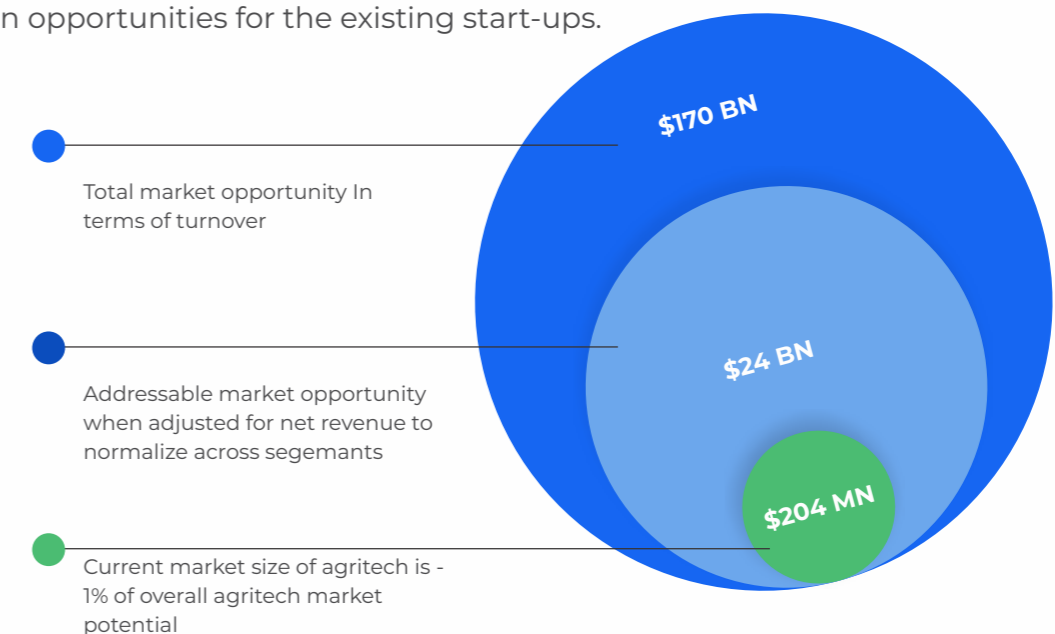 n opportunities for the existing start-ups.
$170 BN
Total market opportunity In
terms of turnover
$24 BN
Addressable market opportunity
when adjusted for net revenue to
normalize across segemants
$204 MN
Current market size of agritech is -
1% of overall agritech market
potential